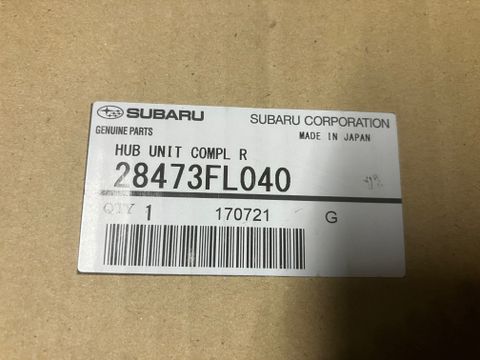 SUBARU
SUBARU CORPORATION
GENUINE PARTS
MADE IN JAPAN
HUB UNIT COMPL R
28473FL040
QTY 1 170721 G